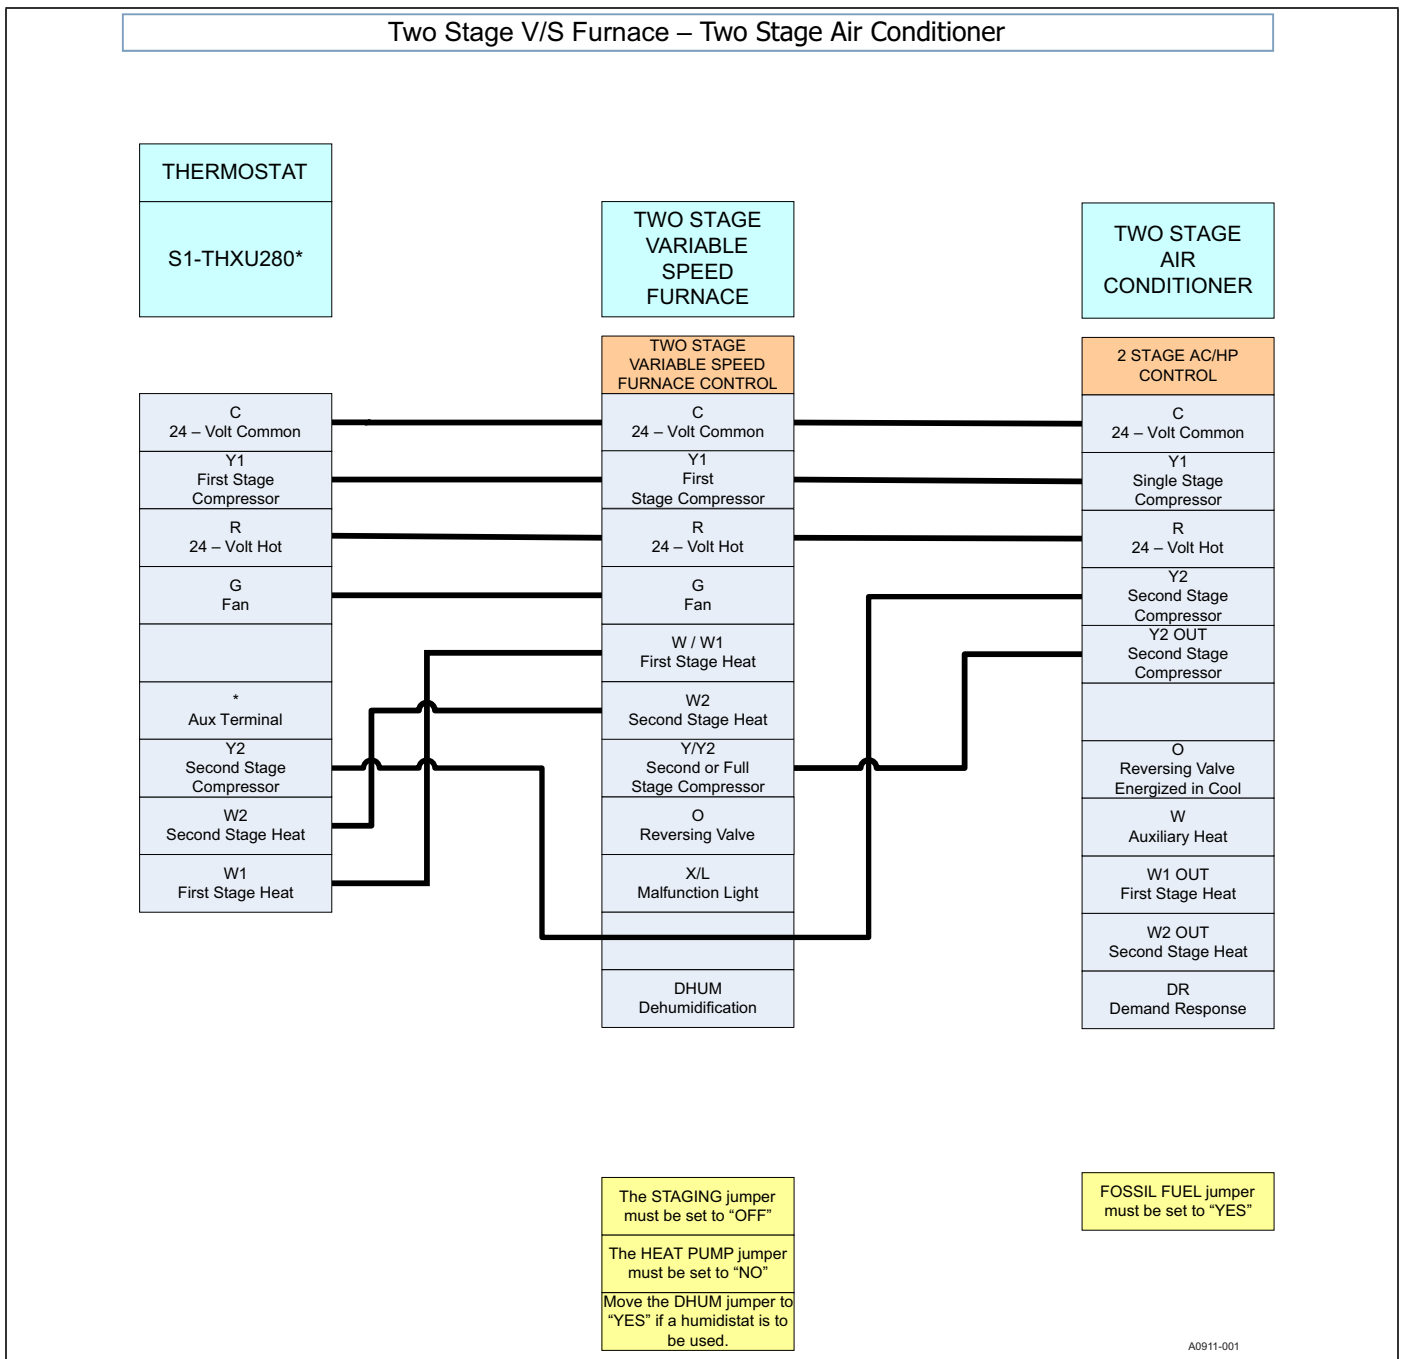 Two Stage V/S Furnace – Two Stage Air Conditioner
THERMOSTAT
S1-THXU280*
C
24 – Volt Common
Y1
First Stage
Compressor
R
24 – Volt Hot
G
Fan
*
Aux Terminal
Y2
Second Stage
Compressor
W2
Second Stage Heat
W1
First Stage Heat
TWO STAGE
VARIABLE
SPEED
FURNACE
TWO STAGE
VARIABLE SPEED
FURNACE CONTROL
C
24 – Volt Common
Y1
First
Stage Compressor
R
24 – Volt Hot
G
Fan
W / W1
First Stage Heat
W2
Second Stage Heat
Y/Y2
Second or Full
Stage Compressor
O
Reversing Valve
X/L
Malfunction Light
DHUM
Dehumidification
The STAGING jumper
must be set to “OFF”
The HEAT PUMP jumper
must be set to “NO”
Move the DHUM jumper to
“YES” if a humidistat is to
be used.
TWO STAGE
AIR
CONDITIONER
2 STAGE AC/HP
CONTROL
C
24 – Volt Common
Y1
Single Stage
Compressor
R
24 – Volt Hot
Y2
Second Stage
Compressor
Y2 OUT
Second Stage
Compressor
O
Reversing Valve
Energized in Cool
W
Auxiliary Heat
W1 OUT
First Stage Heat
W2 OUT
Second Stage Heat
DR
Demand Response
FOSSIL FUEL jumper
must be set to “YES”
A0911-001